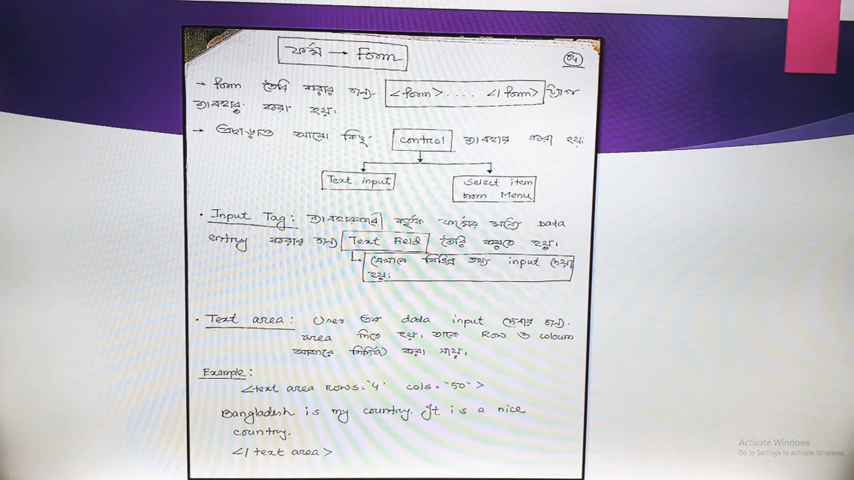 ফর্ম → Form
04
→ form তৈরি করার জন্য <form> .... </form> ট্যাগ
ব্যবহার করা হয়।
→ এছাড়াও আরো কিছু control ব্যবহার করা হয়ঃ
Text input
Select item
from Menu
• Input Tag: ব্যবহারকারী কর্তৃক ফর্মের মধ্যে Data
entry করার জন্য Text Field তৈরি করতে হয়।
যেখানে বিভিন্ন তথ্য input দেয়া
হয়।
• Text area: User এর data input দেওয়ার জন্য
area দিতে হয়, যাকে Row ও coloum
আকারে নির্দিষ্ট করা যায়।
Example:
<text area rows="4" cols="50">
Bangladesh is my country. It is a nice
country.
</text area>
Activate Windows
Go to Settings to activate Windows.